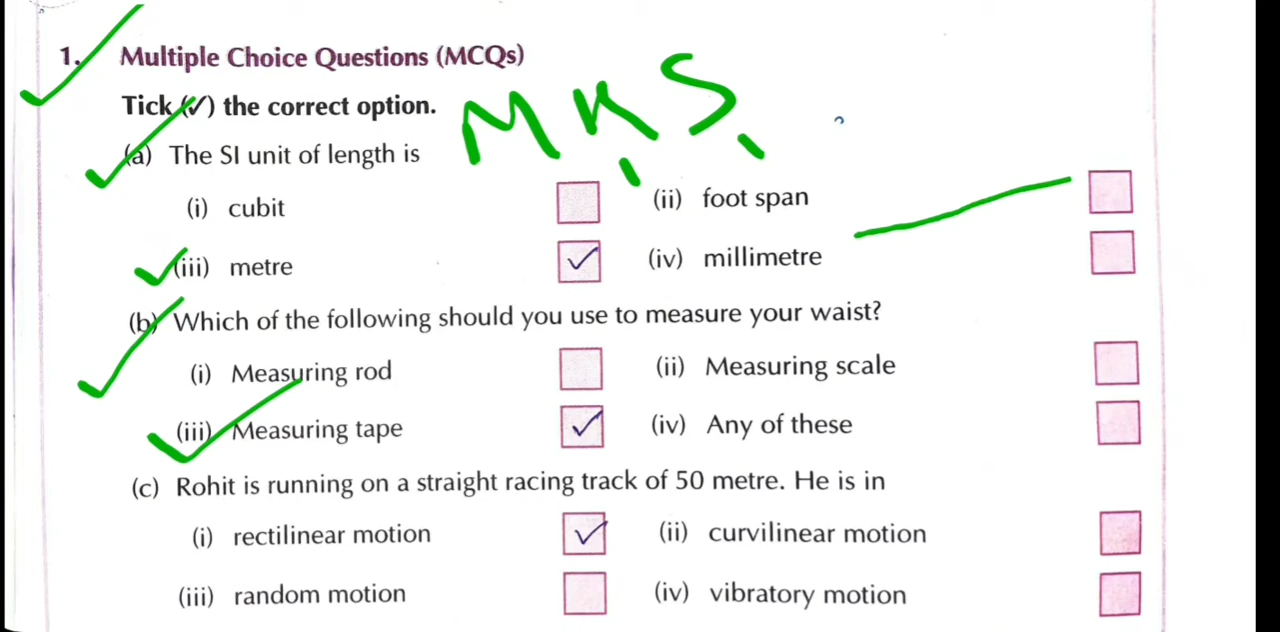 1. Multiple Choice Questions (MCQs)
Tick (✓) the correct option.
M K S
(a) The SI unit of length is
(i) cubit (ii) foot span
(iii) metre ✓ (iv) millimetre
(b) Which of the following should you use to measure your waist?
(i) Measuring rod (ii) Measuring scale
(iii) Measuring tape ✓ (iv) Any of these
(c) Rohit is running on a straight racing track of 50 metre. He is in
(i) rectilinear motion ✓ (ii) curvilinear motion
(iii) random motion (iv) vibratory motion